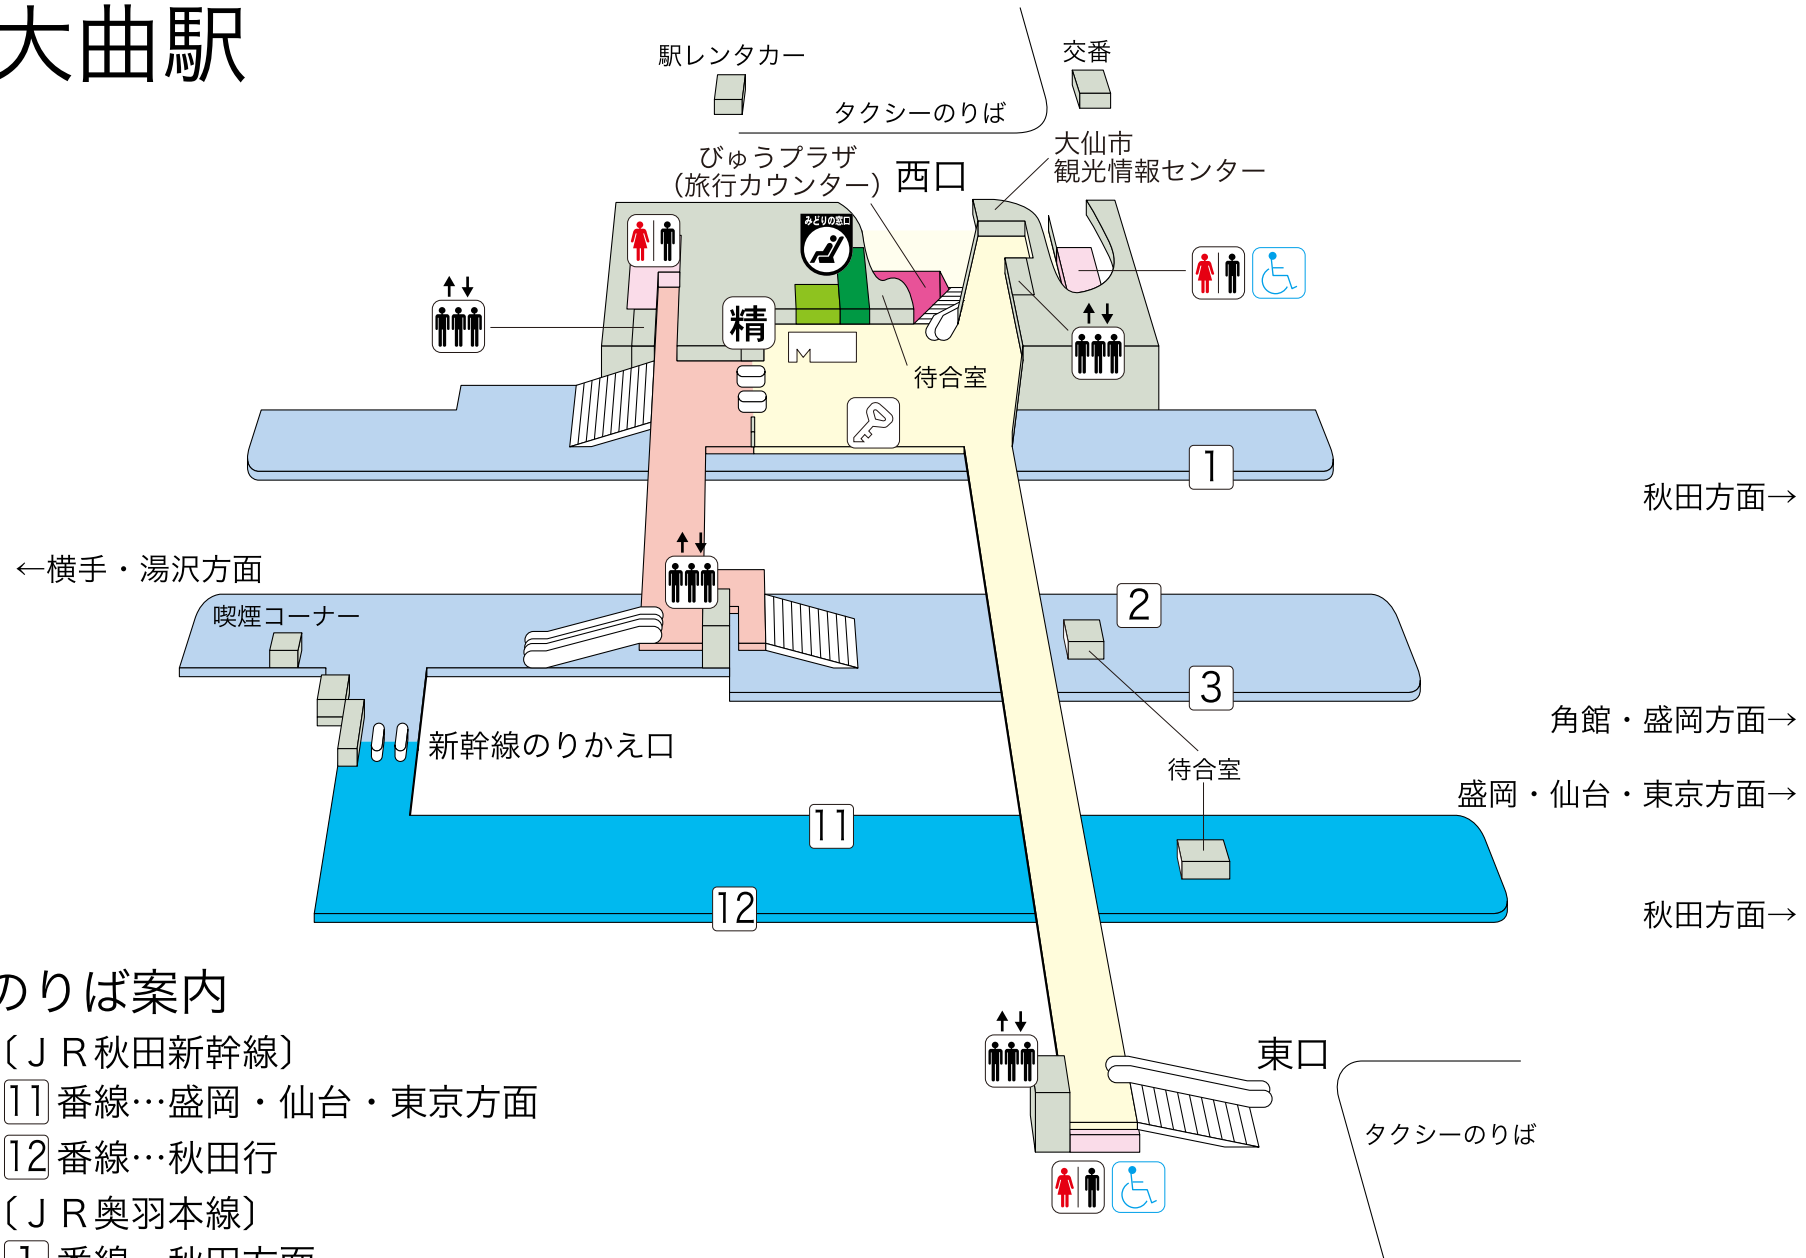 大曲駅
駅レンタカー
交番
タクシーのりば
びゅうプラザ
(旅行カウンター)
西口
大仙市
観光情報センター
みどりの窓口
精
待合室
1
秋田方面→
←横手・湯沢方面
喫煙コーナー
2
3
角館・盛岡方面→
新幹線のりかえ口
待合室
盛岡・仙台・東京方面→
11
12
秋田方面→
東口
タクシーのりば
のりば案内
〔ＪＲ秋田新幹線〕
11番線…盛岡・仙台・東京方面
12番線…秋田行
〔ＪＲ奥羽本線〕
1番線…秋田方面